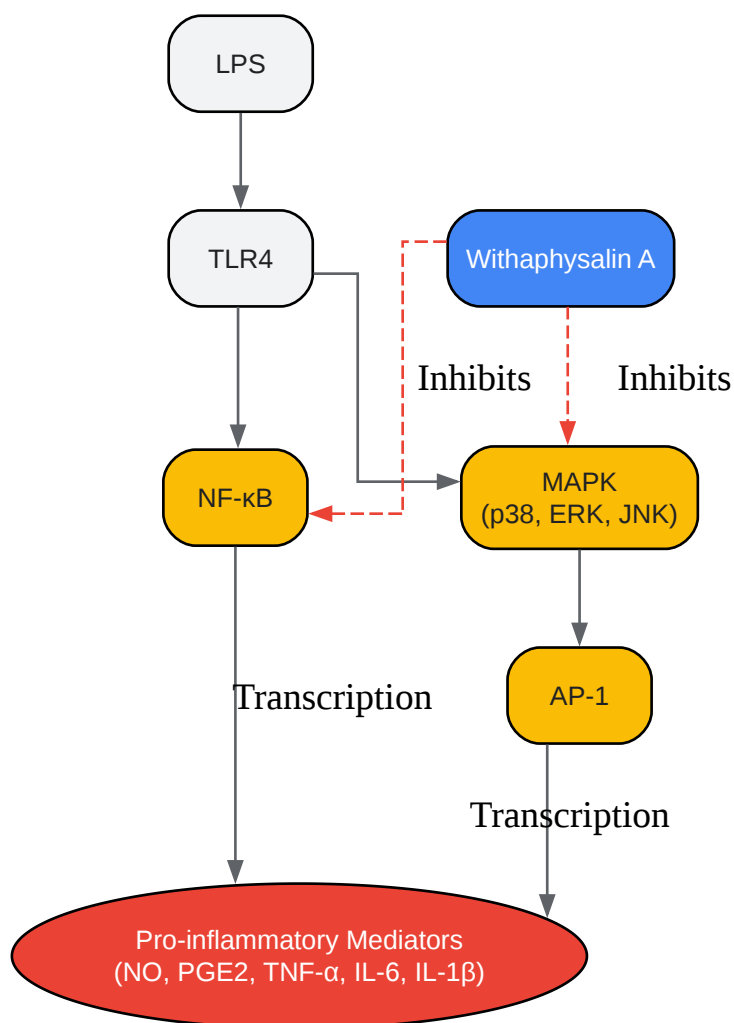 LPS
TLR4
Withaphysalin A
Inhibits
Inhibits
NF-κB
MAPK
(p38, ERK, JNK)
Transcription
AP-1
Transcription
Pro-inflammatory Mediators
(NO, PGE2, TNF-α, IL-6, IL-1β)